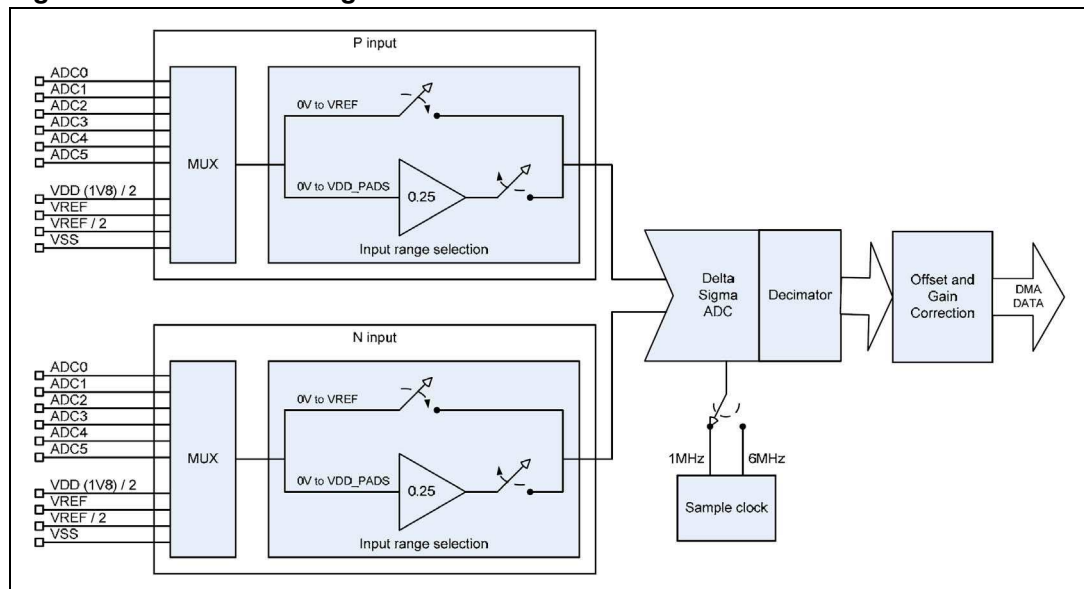 P input
ADC0
ADC1
ADC2
ADC3
ADC4
ADC5
VDD (1V8) / 2
VREF
VREF / 2
VSS
MUX
0V to VREF
0V to VDD_PADS
0.25
Input range selection
N input
ADC0
ADC1
ADC2
ADC3
ADC4
ADC5
VDD (1V8) / 2
VREF
VREF / 2
VSS
MUX
0V to VREF
0V to VDD_PADS
0.25
Input range selection
Delta
Sigma
ADC
Decimator
Offset and
Gain
Correction
DMA
DATA
1MHz
6MHz
Sample clock